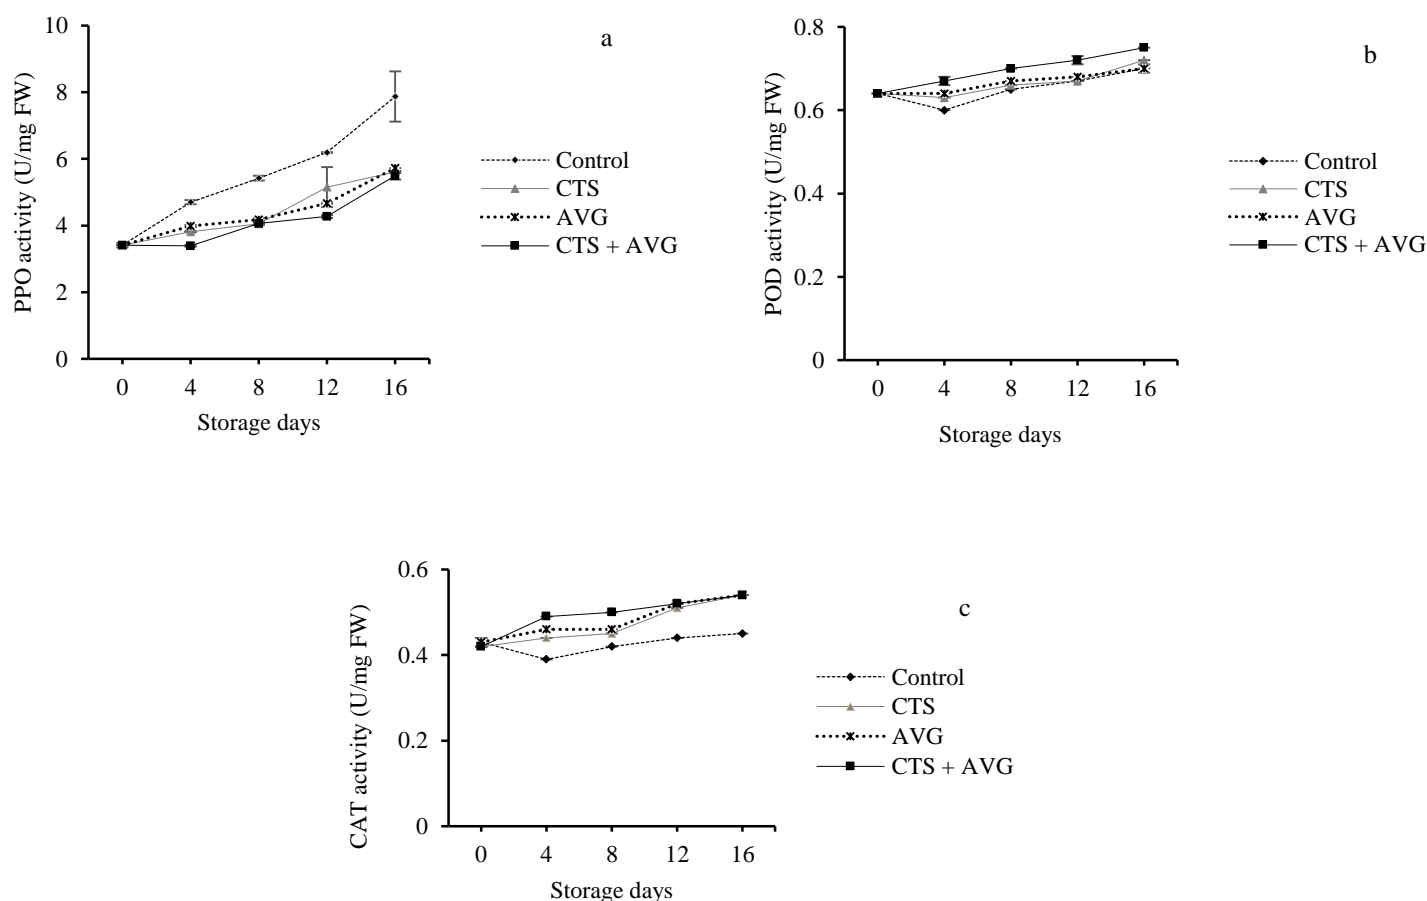 a
PPO activity (U/mg FW)
10
8
6
4
2
0
0 4 8 12 16
Storage days
Control
CTS
AVG
CTS + AVG
b
POD activity (U/mg FW)
0.8
0.6
0.4
0.2
0
0 4 8 12 16
Storage days
Control
CTS
AVG
CTS + AVG
c
CAT activity (U/mg FW)
0.6
0.4
0.2
0
0 4 8 12 16
Storage days
Control
CTS
AVG
CTS + AVG